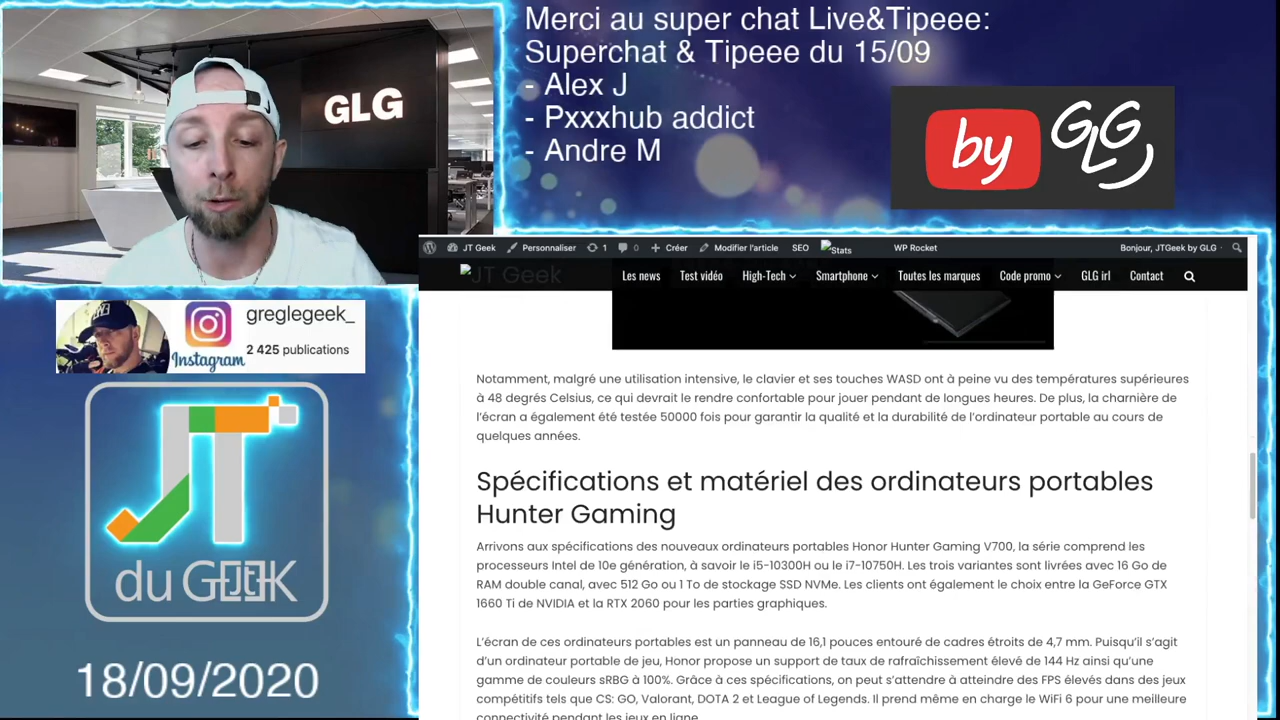 GLG
Merci au super chat Live&Tipeee:
Superchat & Tipeee du 15/09
- Alex J
- Pxxxhub addict
- Andre M
by GLG
greglegeek_
Instagram
2 425 publications
JT
du GEEK
18/09/2020
JT Geek Personnaliser 1 0 Créer Modifier l'article SEO Stats WP Rocket Bonjour, JTGeek by GLG
JT Geek Les news Test vidéo High-Tech Smartphone Toutes les marques Code promo GLG irl Contact
Notamment, malgré une utilisation intensive, le clavier et ses touches WASD ont à peine vu des températures supérieures
à 48 degrés Celsius, ce qui devrait le rendre confortable pour jouer pendant de longues heures. De plus, la charnière de
l'écran a également été testée 50000 fois pour garantir la qualité et la durabilité de l'ordinateur portable au cours de
quelques années.
Spécifications et matériel des ordinateurs portables
Hunter Gaming
Arrivons aux spécifications des nouveaux ordinateurs portables Honor Hunter Gaming V700, la série comprend les
processeurs Intel de 10e génération, à savoir le i5-10300H ou le i7-10750H. Les trois variantes sont livrées avec 16 Go de
RAM double canal, avec 512 Go ou 1 To de stockage SSD NVMe. Les clients ont également le choix entre la GeForce GTX
1660 Ti de NVIDIA et la RTX 2060 pour les parties graphiques.
L'écran de ces ordinateurs portables est un panneau de 16,1 pouces entouré de cadres étroits de 4,7 mm. Puisqu'il s'agit
d'un ordinateur portable de jeu, Honor propose un support de taux de rafraîchissement élevé de 144 Hz ainsi qu'une
gamme de couleurs sRBG à 100%. Grâce à ces spécifications, on peut s'attendre à atteindre des FPS élevés dans des jeux
compétitifs tels que CS: GO, Valorant, DOTA 2 et League of Legends. Il prend même en charge le WiFi 6 pour une meilleure
connectivité pendant les jeux en ligne.